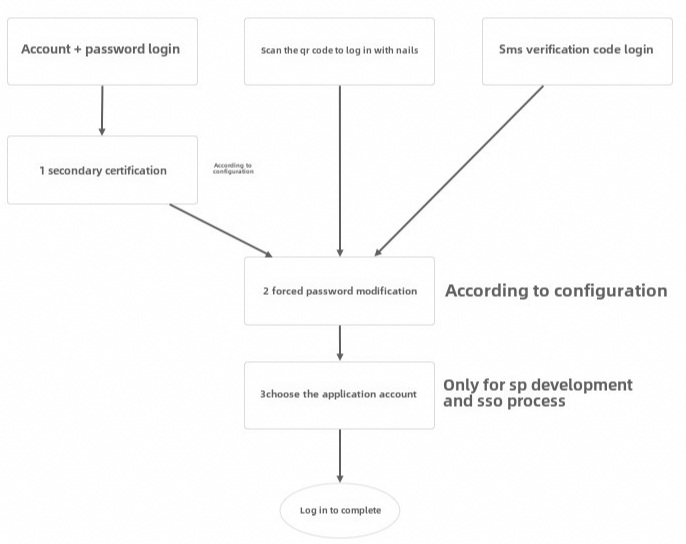 Account + password login
Scan the qr code to log in with nails
Sms verification code login
1 secondary certification
According to
configuration
2 forced password modification
According to configuration
3choose the application account
Only for sp development
and sso process
Log in to complete